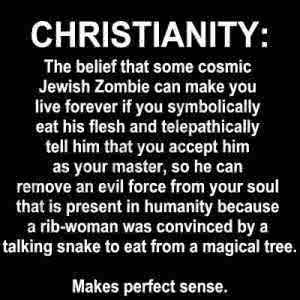 CHRISTIANITY:
The belief that some cosmic
Jewish Zombie can make you
live forever if you symbolically
eat his flesh and telepathically
tell him that you accept him
as your master, so he can
remove an evil force from your soul
that is present in humanity because
a rib-woman was convinced by a
talking snake to eat from a magical tree.
Makes perfect sense.